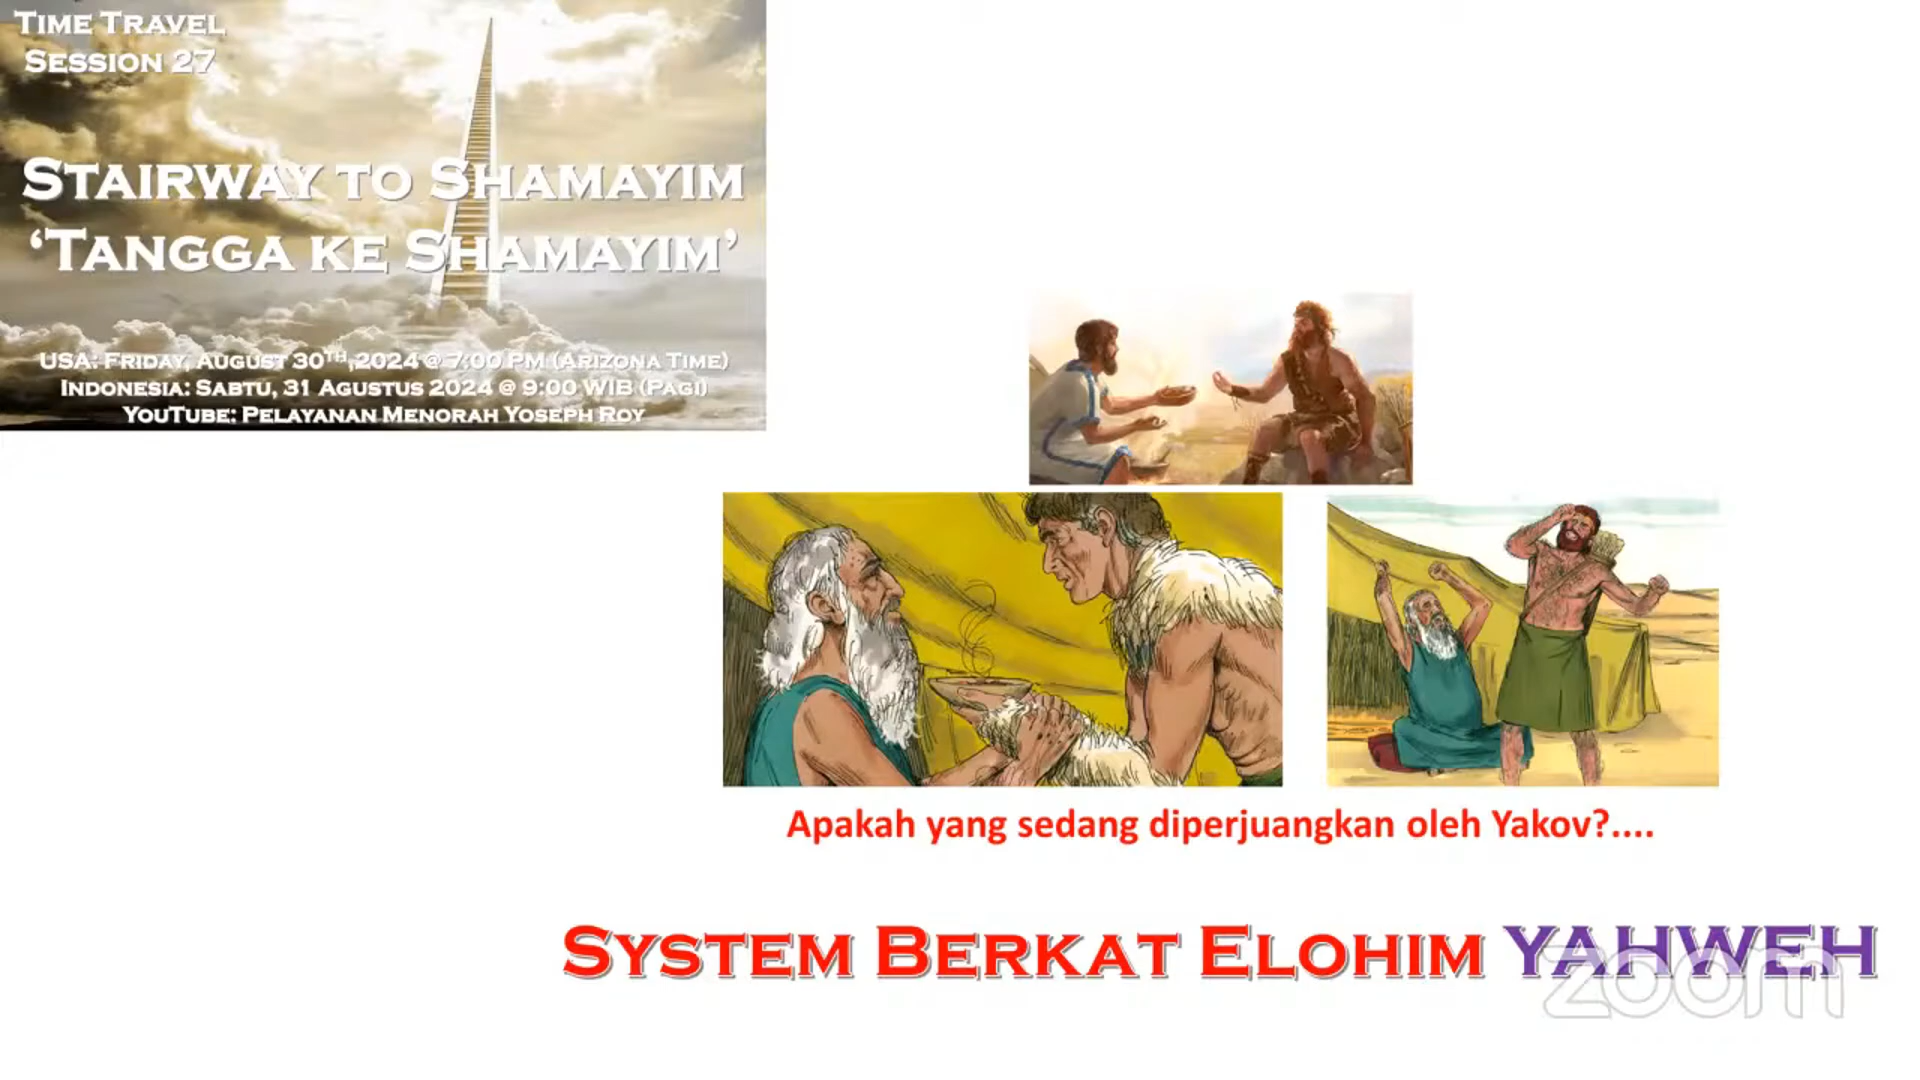 TIME TRAVEL
SESSION 27
STAIRWAY TO SHAMAYIM
‘TANGGA KE SHAMAYIM’
USA: FRIDAY, AUGUST 30TH, 2024 @ 7:00 PM (ARIZONA TIME)
INDONESIA: SABTU, 31 AGUSTUS 2024 @ 9:00 WIB (PAGI)
YOUTUBE: PELAYANAN MENORAH YOSEPH ROY
Apakah yang sedang diperjuangkan oleh Yakov?....
SYSTEM BERKAT ELOHIM YAHWEH
zoom